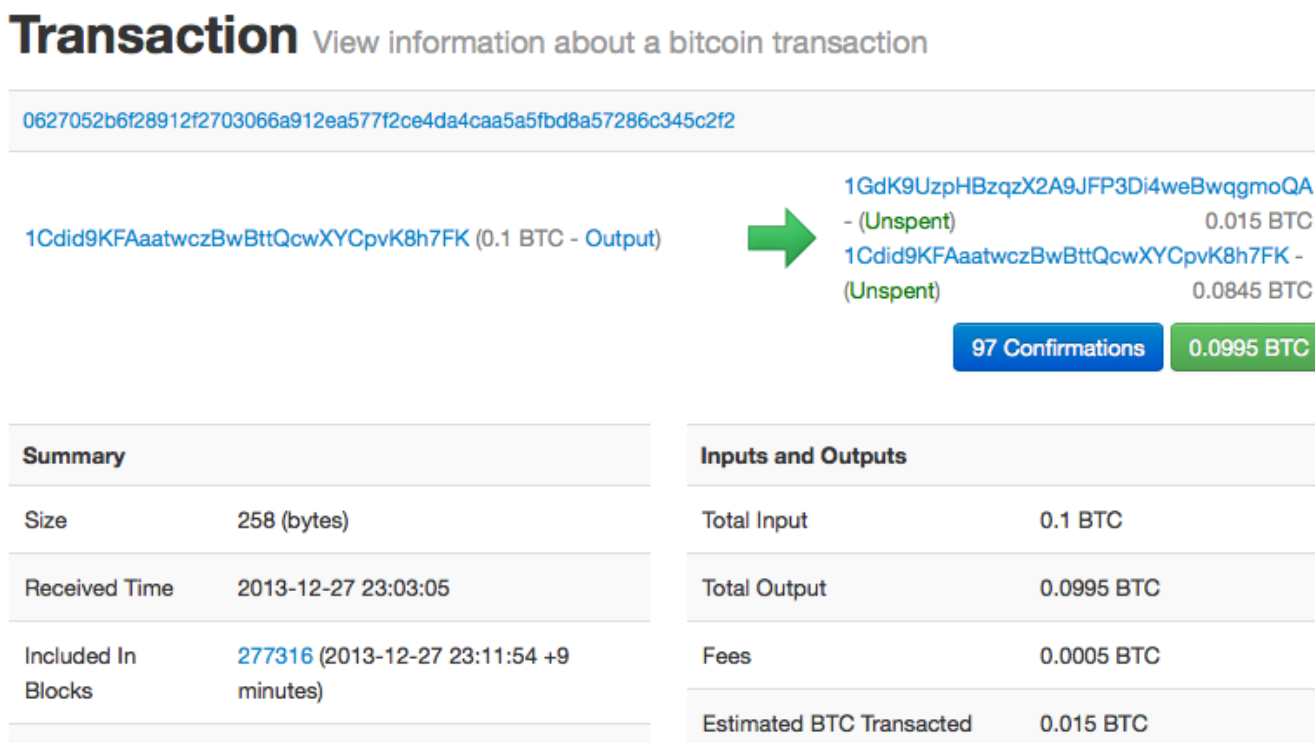 Transaction View information about a bitcoin transaction
0627052b6f28912f2703066a912ea577f2ce4da4caa5a5fbd8a57286c345c2f2
1Cdid9KFAaatwczBwBttQcwXYCpvK8h7FK (0.1 BTC - Output)
1GdK9UzpHBzqzX2A9JFP3Di4weBwqgmoQA
- (Unspent) 0.015 BTC
1Cdid9KFAaatwczBwBttQcwXYCpvK8h7FK -
(Unspent) 0.0845 BTC
97 Confirmations 0.0995 BTC
Summary
Size 258 (bytes)
Received Time 2013-12-27 23:03:05
Included In 277316 (2013-12-27 23:11:54 +9
Blocks minutes)
Inputs and Outputs
Total Input 0.1 BTC
Total Output 0.0995 BTC
Fees 0.0005 BTC
Estimated BTC Transacted 0.015 BTC